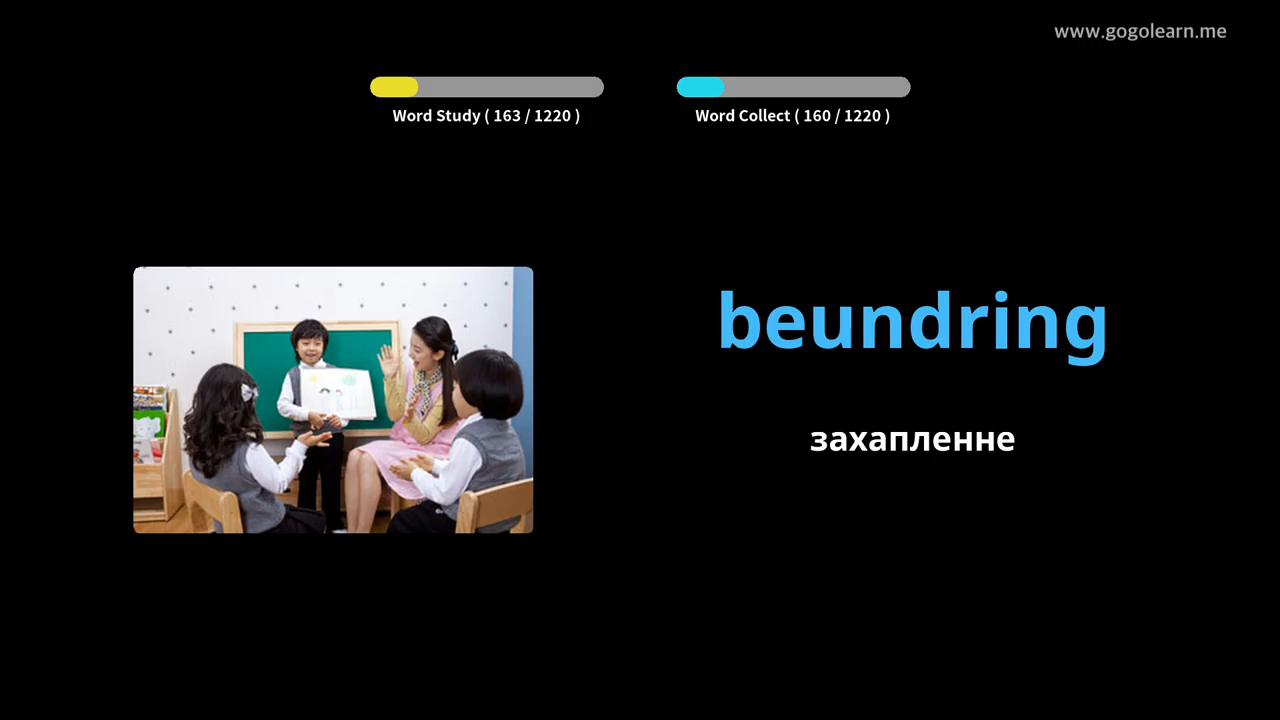 www.gogolearn.me
Word Study ( 163 / 1220 )
Word Collect ( 160 / 1220 )
beundring
захапленне